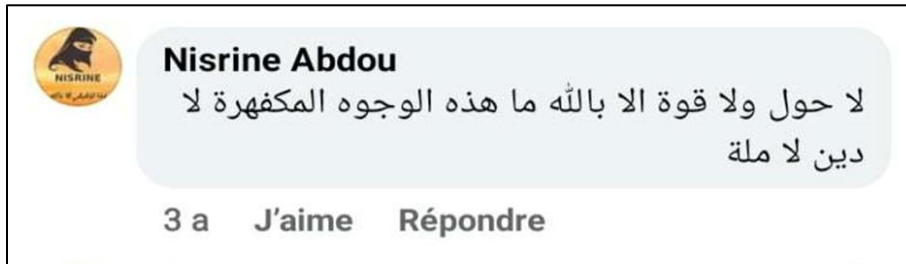 NISRINE
Nisrine Abdou
لا حول ولا قوة الا بالله ما هذه الوجوه المكفهرة لا
دين لا ملة
3 a J'aime Répondre